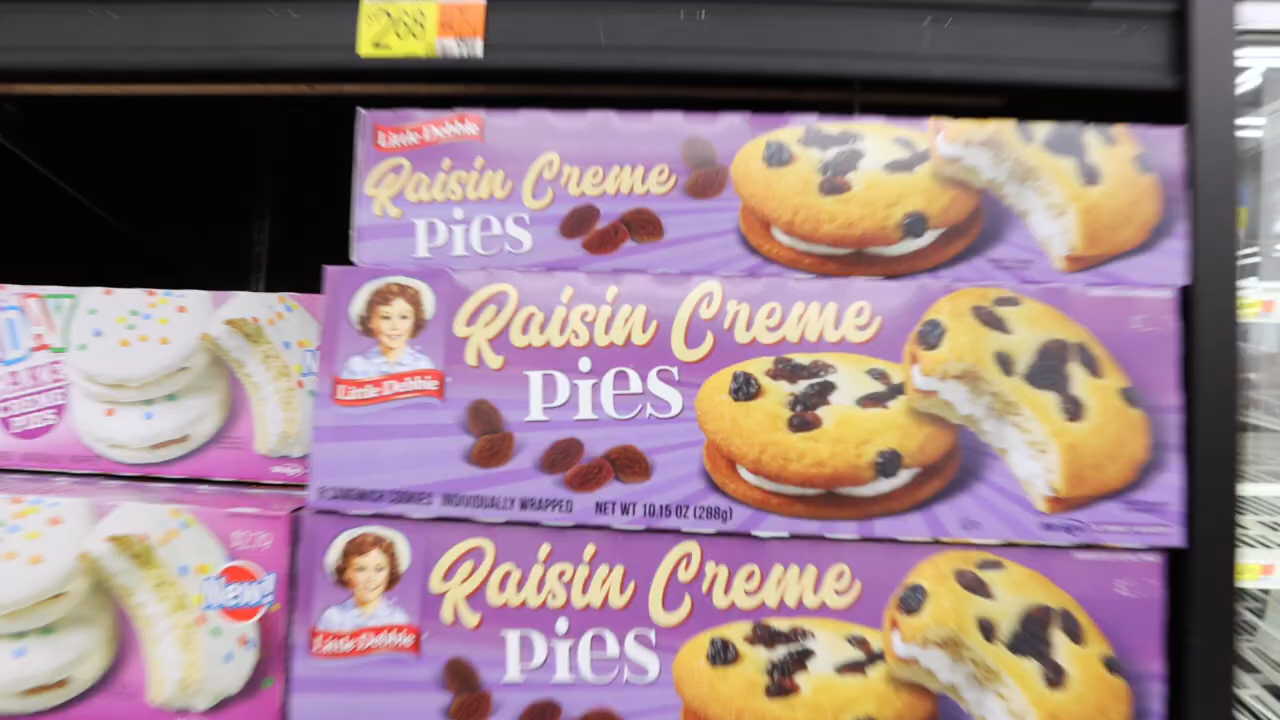 2.68
Little Debbie
Raisin Creme
pies
Raisin Creme
pies
Little Debbie
SANDWICH COOKIES INDIVIDUALLY WRAPPED NET WT 10.15 OZ (288g)
DAY
New!
Raisin Creme
pies
Little Debbie